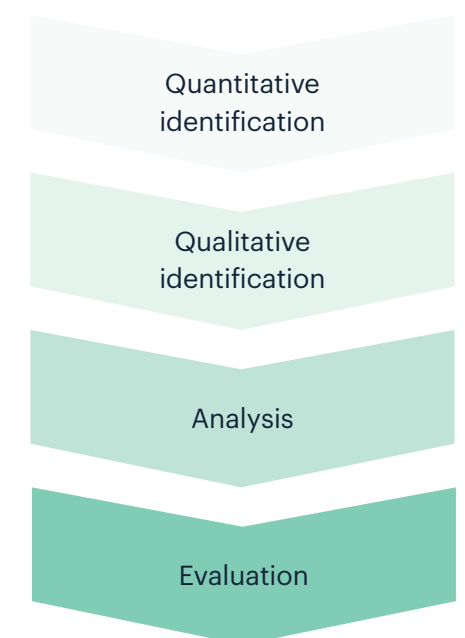 Quantitative
identification
Qualitative
identification
Analysis
Evaluation